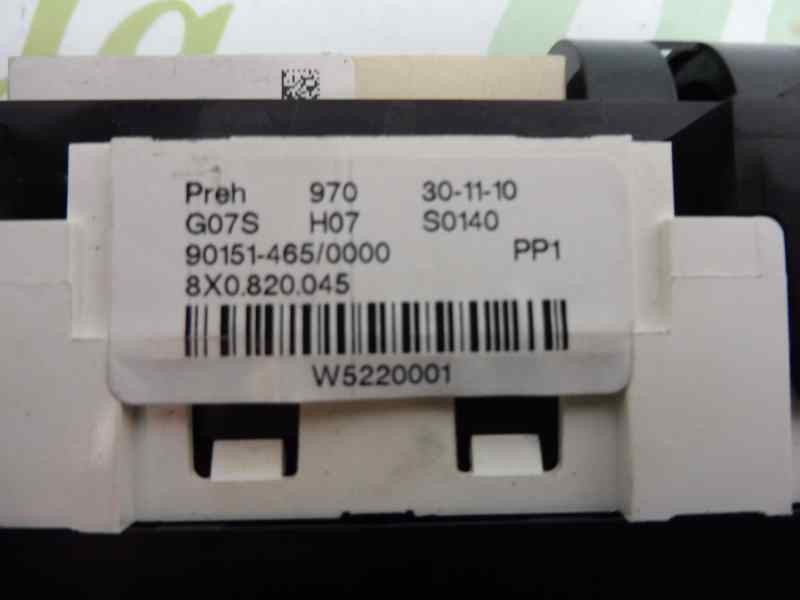 Preh 970 30-11-10
G07S H07 S0140
90151-465/0000 PP1
8X0.820.045
W5220001